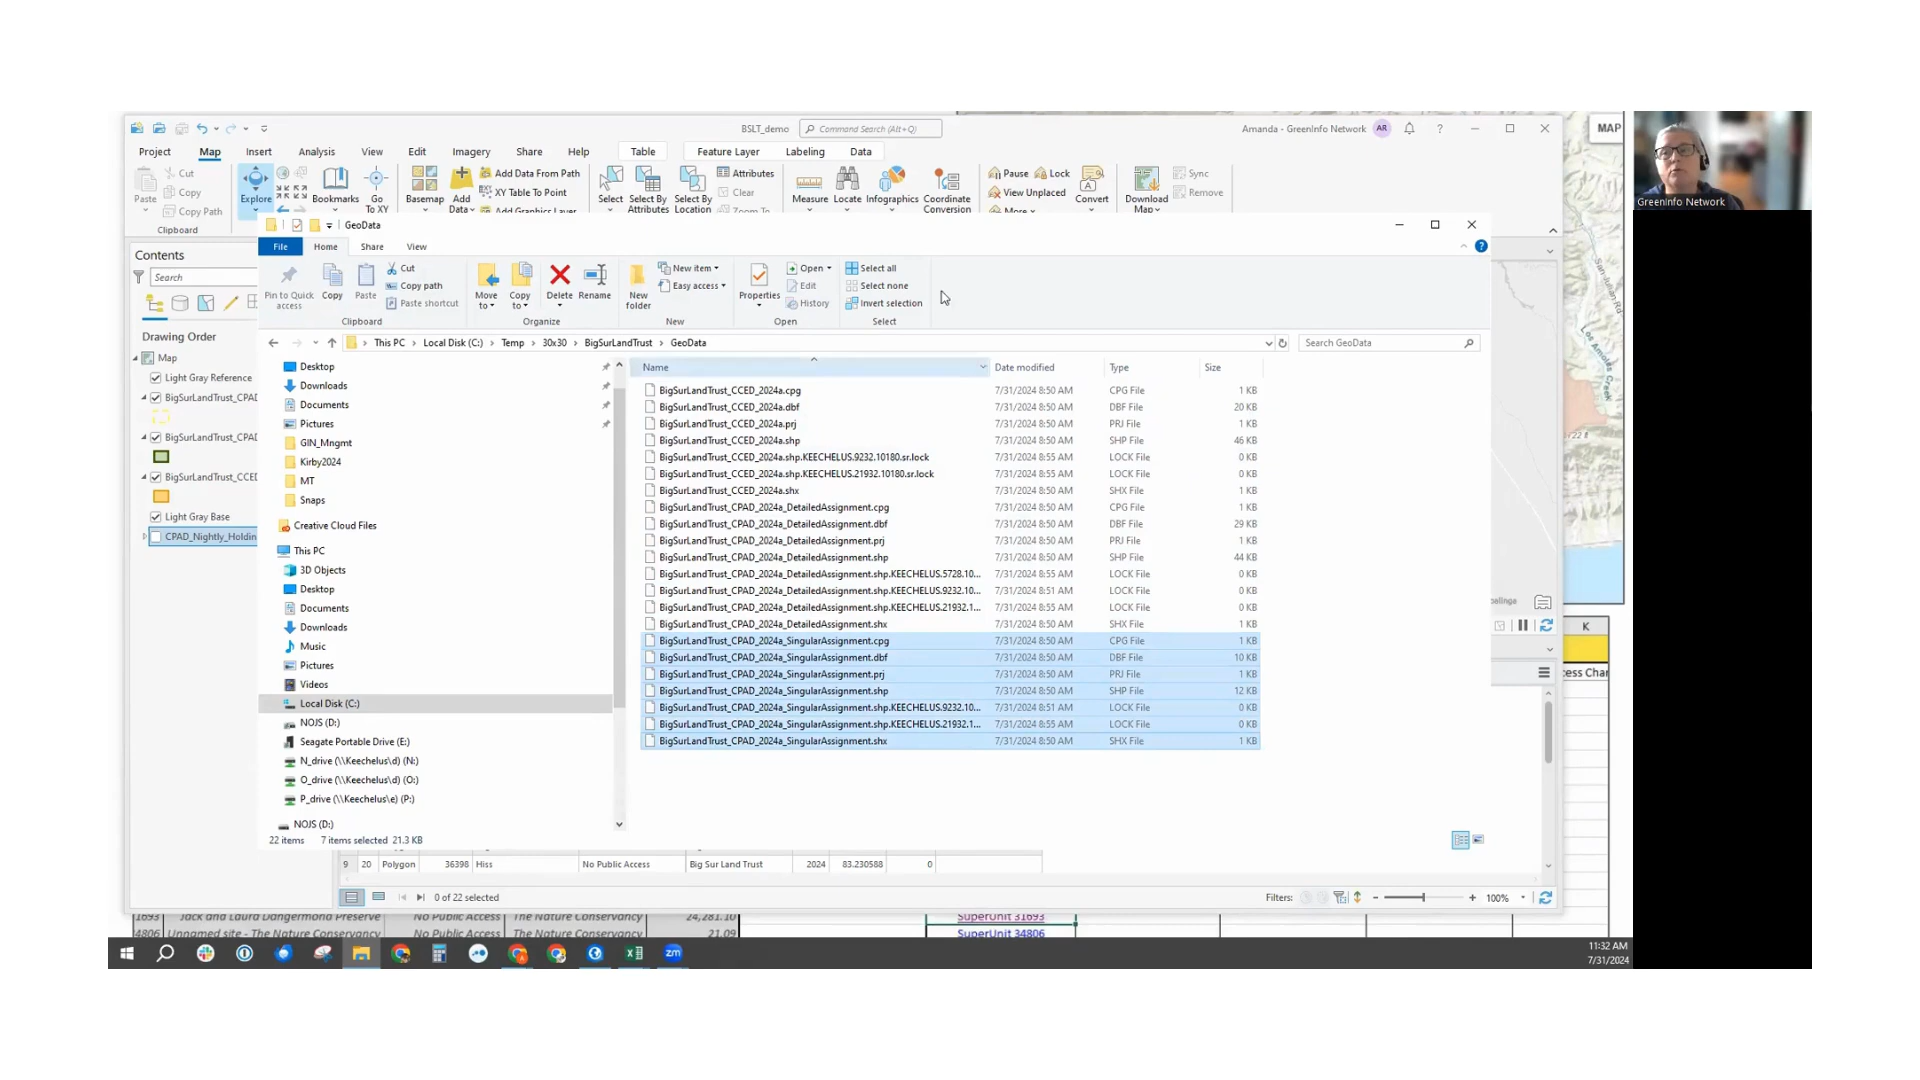 BSLT_demo
Command Search (Alt+Q)
Amanda - GreenInfo Network
AR
?
MAP
Project Map Insert Analysis View Edit Imagery Share Help Table Feature Layer Labeling Data
Paste
Cut
Copy
Copy Path
Clipboard
Explore
Bookmarks
Go To XY
Basemap
Add Data
Add Data From Path
XY Table To Point
Add Graphics Layer
Select
Select By Attributes
Select By Location
Attributes
Clear
Zoom To
Measure
Locate
Infographics
Coordinate Conversion
Pause
Lock
View Unplaced
More
Convert
Download Map
Sync
Remove
GreenInfo Network
Contents
Search
Drawing Order
Map
Light Gray Reference
BigSurLandTrust_CPAD
BigSurLandTrust_CPAD
BigSurLandTrust_CCED
Light Gray Base
CPAD_Nightly_Holdin
GeoData
File Home Share View
Pin to Quick access
Copy
Paste
Cut
Copy path
Paste shortcut
Clipboard
Move to
Copy to
Delete
Rename
Organize
New folder
New item
Easy access
New
Properties
Open
Edit
History
Open
Select all
Select none
Invert selection
Select
This PC > Local Disk (C:) > Temp > 30x30 > BigSurLandTrust > GeoData
Search GeoData
Desktop
Downloads
Documents
Pictures
GIN_Mngmt
Kirby2024
MT
Snaps
Creative Cloud Files
This PC
3D Objects
Desktop
Documents
Downloads
Music
Pictures
Videos
Local Disk (C:)
NOJS (D:)
Seagate Portable Drive (E:)
N_drive (\\Keechelus\d) (N:)
O_drive (\\Keechelus\d) (O:)
P_drive (\\Keechelus\e) (P:)
NOJS (D:)
Name Date modified Type Size
BigSurLandTrust_CCED_2024a.cpg 7/31/2024 8:50 AM CPG File 1 KB
BigSurLandTrust_CCED_2024a.dbf 7/31/2024 8:50 AM DBF File 20 KB
BigSurLandTrust_CCED_2024a.prj 7/31/2024 8:50 AM PRJ File 1 KB
BigSurLandTrust_CCED_2024a.shp 7/31/2024 8:50 AM SHP File 46 KB
BigSurLandTrust_CCED_2024a.shp.KEECHELUS.9232.10180.sr.lock 7/31/2024 8:55 AM LOCK File 0 KB
BigSurLandTrust_CCED_2024a.shp.KEECHELUS.21932.10180.sr.lock 7/31/2024 8:55 AM LOCK File 0 KB
BigSurLandTrust_CCED_2024a.shx 7/31/2024 8:50 AM SHX File 1 KB
BigSurLandTrust_CPAD_2024a_DetailedAssignment.cpg 7/31/2024 8:50 AM CPG File 1 KB
BigSurLandTrust_CPAD_2024a_DetailedAssignment.dbf 7/31/2024 8:50 AM DBF File 29 KB
BigSurLandTrust_CPAD_2024a_DetailedAssignment.prj 7/31/2024 8:50 AM PRJ File 1 KB
BigSurLandTrust_CPAD_2024a_DetailedAssignment.shp 7/31/2024 8:50 AM SHP File 44 KB
BigSurLandTrust_CPAD_2024a_DetailedAssignment.shp.KEECHELUS.5728.10... 7/31/2024 8:55 AM LOCK File 0 KB
BigSurLandTrust_CPAD_2024a_DetailedAssignment.shp.KEECHELUS.9232.10... 7/31/2024 8:51 AM LOCK File 0 KB
BigSurLandTrust_CPAD_2024a_DetailedAssignment.shp.KEECHELUS.21932.1... 7/31/2024 8:55 AM LOCK File 0 KB
BigSurLandTrust_CPAD_2024a_DetailedAssignment.shx 7/31/2024 8:50 AM SHX File 1 KB
BigSurLandTrust_CPAD_2024a_SingularAssignment.cpg 7/31/2024 8:50 AM CPG File 1 KB
BigSurLandTrust_CPAD_2024a_SingularAssignment.dbf 7/31/2024 8:50 AM DBF File 10 KB
BigSurLandTrust_CPAD_2024a_SingularAssignment.prj 7/31/2024 8:50 AM PRJ File 1 KB
BigSurLandTrust_CPAD_2024a_SingularAssignment.shp 7/31/2024 8:50 AM SHP File 12 KB
BigSurLandTrust_CPAD_2024a_SingularAssignment.shp.KEECHELUS.9232.10... 7/31/2024 8:51 AM LOCK File 0 KB
BigSurLandTrust_CPAD_2024a_SingularAssignment.shp.KEECHELUS.21932.1... 7/31/2024 8:55 AM LOCK File 0 KB
BigSurLandTrust_CPAD_2024a_SingularAssignment.shx 7/31/2024 8:50 AM SHX File 1 KB
22 items 7 items selected 21.3 KB
K
cess Char
9 20 Polygon 36398 Hiss No Public Access Big Sur Land Trust 2024 83.230588 0
0 of 22 selected
Filters:
100%
Jack and Laura Dangermond Preserve No Public Access The Nature Conservancy 24,281.10 SuperUnit 31693
4806 Unnamed site - The Nature Conservancy No Public Access The Nature Conservancy 21.09 SuperUnit 34806
zm
11:32 AM
7/31/2024